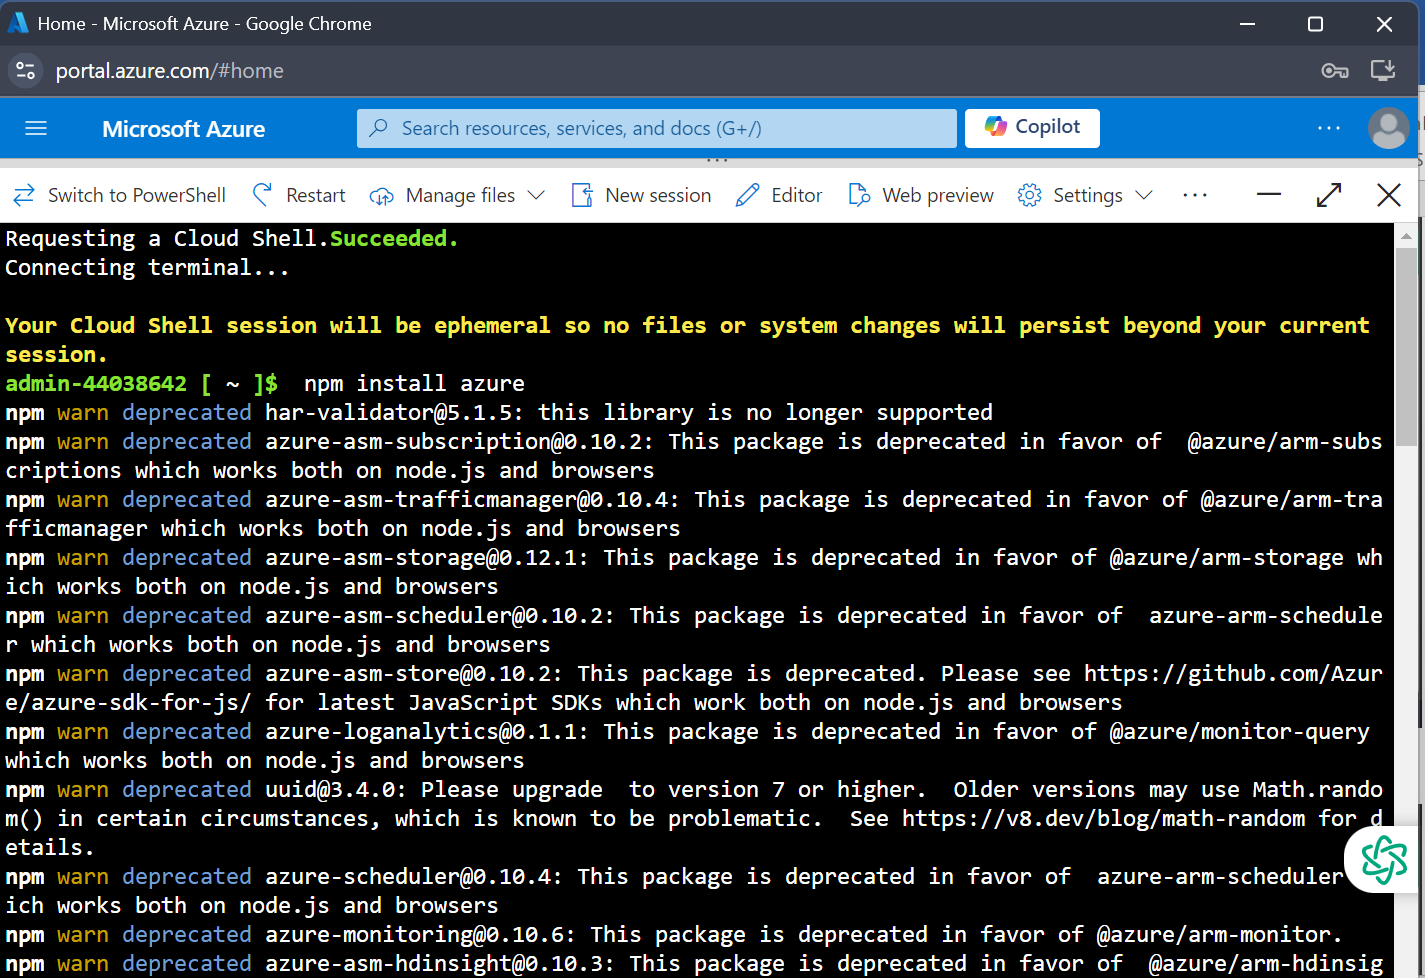 Home - Microsoft Azure - Google Chrome
portal.azure.com/#home
Microsoft Azure
Search resources, services, and docs (G+/)
Copilot
Switch to PowerShell
Restart
Manage files
New session
Editor
Web preview
Settings
Requesting a Cloud Shell.Succeeded.
Connecting terminal...
Your Cloud Shell session will be ephemeral so no files or system changes will persist beyond your current
session.
admin-44038642 [ ~ ]$  npm install azure
npm warn deprecated har-validator@5.1.5: this library is no longer supported
npm warn deprecated azure-asm-subscription@0.10.2: This package is deprecated in favor of  @azure/arm-subs
criptions which works both on node.js and browsers
npm warn deprecated azure-asm-trafficmanager@0.10.4: This package is deprecated in favor of @azure/arm-tra
fficmanager which works both on node.js and browsers
npm warn deprecated azure-asm-storage@0.12.1: This package is deprecated in favor of @azure/arm-storage wh
ich works both on node.js and browsers
npm warn deprecated azure-asm-scheduler@0.10.2: This package is deprecated in favor of  azure-arm-schedule
r which works both on node.js and browsers
npm warn deprecated azure-asm-store@0.10.2: This package is deprecated. Please see https://github.com/Azur
e/azure-sdk-for-js/ for latest JavaScript SDKs which work both on node.js and browsers
npm warn deprecated azure-loganalytics@0.1.1: This package is deprecated in favor of @azure/monitor-query
which works both on node.js and browsers
npm warn deprecated uuid@3.4.0: Please upgrade  to version 7 or higher.  Older versions may use Math.rando
m() in certain circumstances, which is known to be problematic.  See https://v8.dev/blog/math-random for d
etails.
npm warn deprecated azure-scheduler@0.10.4: This package is deprecated in favor of  azure-arm-scheduler
ich works both on node.js and browsers
npm warn deprecated azure-monitoring@0.10.6: This package is deprecated in favor of @azure/arm-monitor.
npm warn deprecated azure-asm-hdinsight@0.10.3: This package is deprecated in favor of  @azure/arm-hdinsig